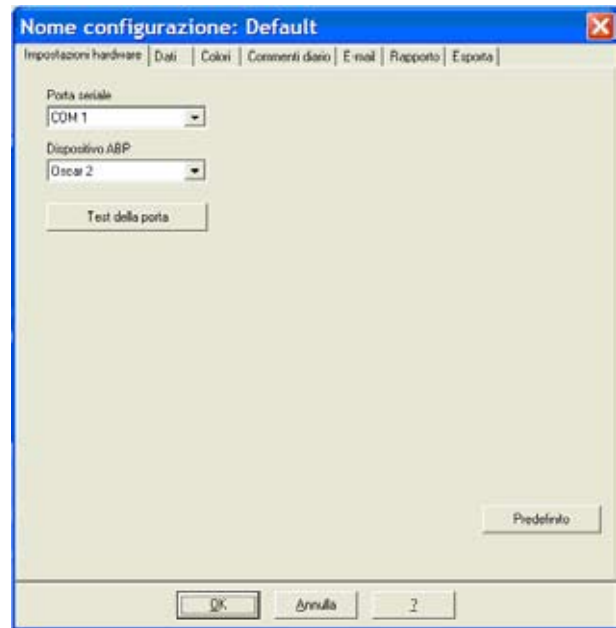 Nome configurazione: Default
Impostazioni hardware Dati Colori Commenti diario E-mail Rapporto Esporta
Porta seriale
COM 1
Dispositivo ABP
Oscar 2
Test della porta
Predefinito
OK Annulla ?